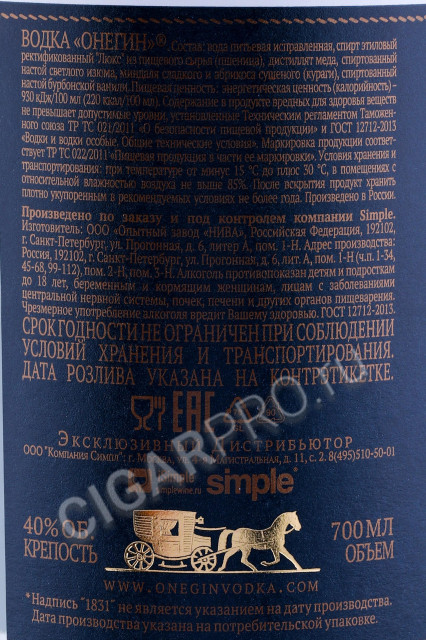 ВОДКА «ОНЕГИН»®. Состав: вода питьевая исправленная, спирт этиловый
ректификованный "Люкс" из пищевого сырья (пшеница), дистиллят меда, спиртованный
настой светлого изюма, миндаля сладкого и абрикоса сушеного (кураги), спиртованный
настой бурбонской ванили. Пищевая ценность: энергетическая ценность (калорийность) –
930 кДж/100 мл (220 ккал/100 мл). Содержание в продукте вредных для здоровья веществ
не превышает допустимые уровни, установленные Техническим регламентом Таможен-
ного союза ТР ТС 021/2011 «О безопасности пищевой продукции» и ГОСТ 12712-2013
«Водки и водки особые. Общие технические условия». Маркировка продукции соответ-
ствует ТР ТС 022/2011 «Пищевая продукция в части ее маркировки». Условия хранения и
транспортирования: при температуре от минус 15 °С до плюс 30 °С, в помещениях с
относительной влажностью воздуха не выше 85%. После вскрытия продукт хранить
плотно укупоренным в рекомендуемых условиях не более года. Произведено в России.
Произведено по заказу и под контролем компании Simple.
Изготовитель: ООО «Опытный завод «НИВА», Российская Федерация, 192102,
г. Санкт-Петербург, ул. Прогонная, д. 6, литер А, пом. 1-Н. Адрес производства:
Россия, 192102, г. Санкт-Петербург, ул. Прогонная, д. 6, лит. А, пом. 1-Н (ч.п. 1-34,
45-68, 99-112), пом. 2-Н, пом. 3-Н. Алкоголь противопоказан детям и подросткам
до 18 лет, беременным и кормящим женщинам, лицам с заболеваниями
центральной нервной системы, почек, печени и других органов пищеварения.
Чрезмерное употребление алкоголя вредит Вашему здоровью. ГОСТ 12712-2013.
СРОК ГОДНОСТИ НЕ ОГРАНИЧЕН ПРИ СОБЛЮДЕНИИ
УСЛОВИЙ ХРАНЕНИЯ И ТРАНСПОРТИРОВАНИЯ.
ДАТА РОЗЛИВА УКАЗАНА НА КОНТРЭТИКЕТКЕ.
EAC
ЭКСКЛЮЗИВНЫЙ ДИСТРИБЬЮТОР
ООО "Компания Симпл", г. Москва, ул. Магистральная, д. 11, с. 2. 8(495)510-50-01
simplewine.ru simple®
CIGARPRO.RU
40% ОБ. 700 МЛ
КРЕПОСТЬ ОБЪЕМ
WWW.ONEGINVODKA.COM
*Надпись "1831" не является указанием на дату производства.
Дата производства указана на потребительской упаковке.